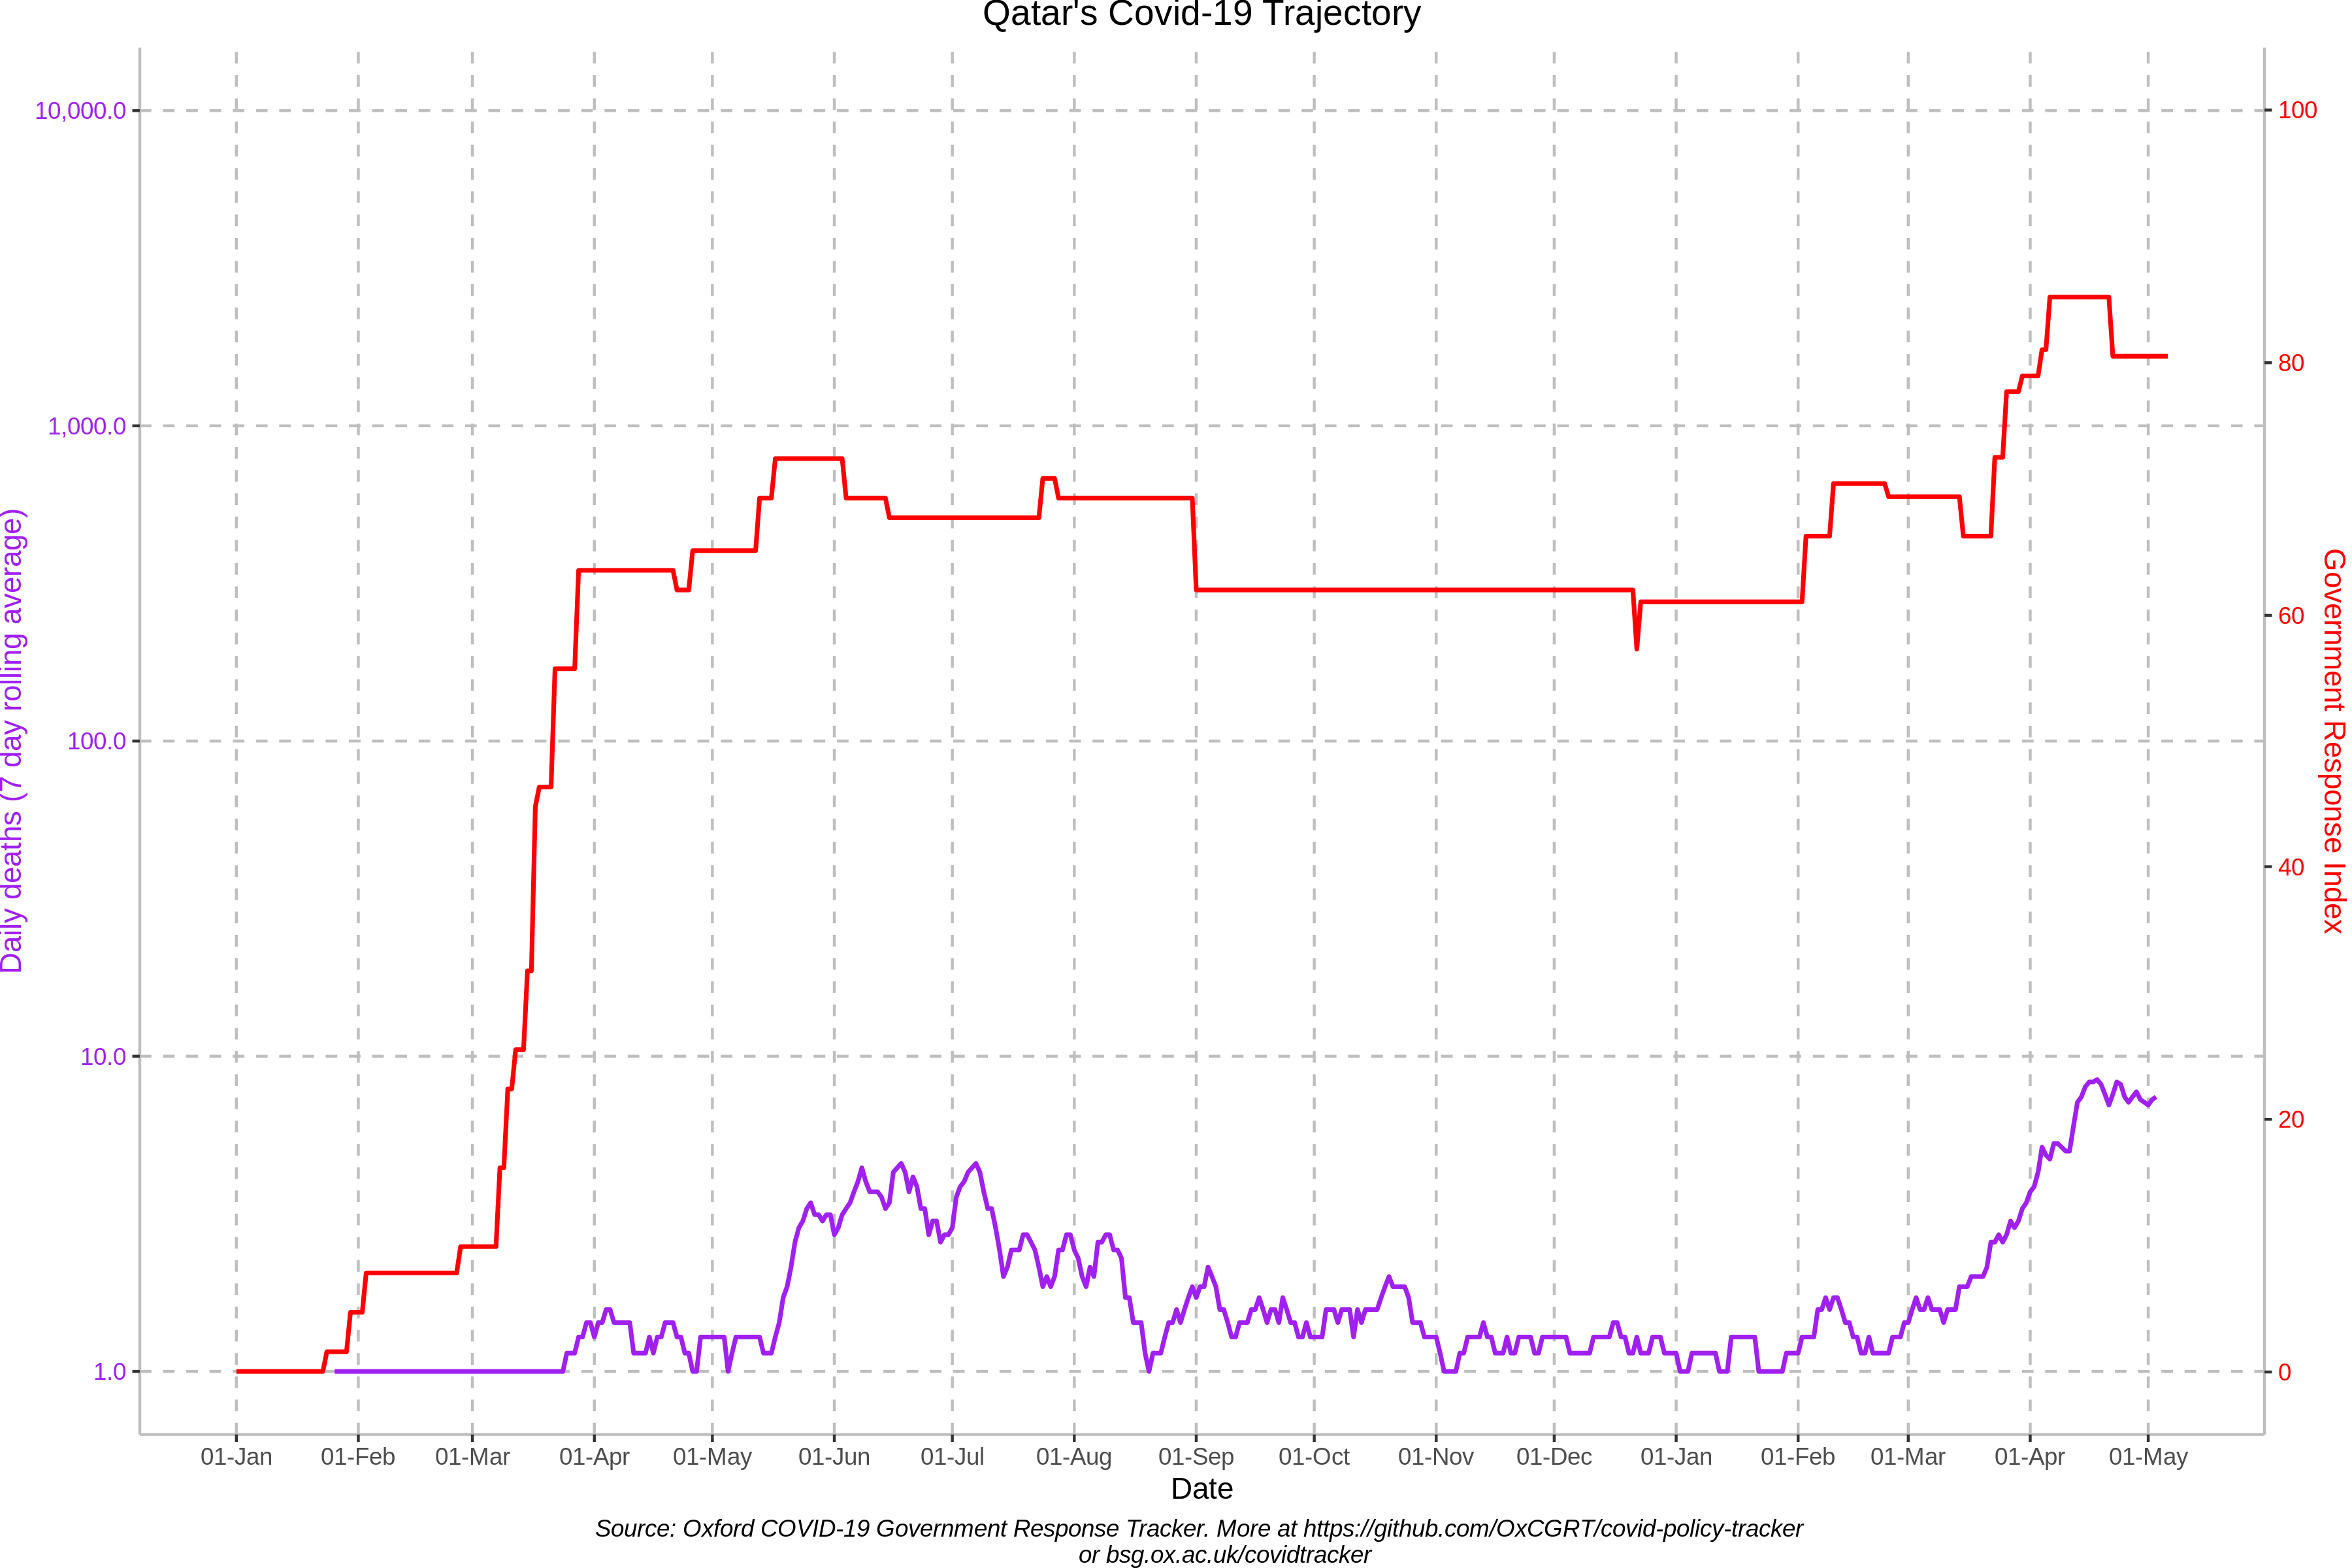 Qatar's Covid-19 Trajectory
10,000.0
1,000.0
100.0
10.0
1.0
Daily deaths (7 day rolling average)
100
80
60
40
20
0
Government Response Index
01-Jan 01-Feb 01-Mar 01-Apr 01-May 01-Jun 01-Jul 01-Aug 01-Sep 01-Oct 01-Nov 01-Dec 01-Jan 01-Feb 01-Mar 01-Apr 01-May
Date
Source: Oxford COVID-19 Government Response Tracker. More at https://github.com/OxCGRT/covid-policy-tracker
or bsg.ox.ac.uk/covidtracker